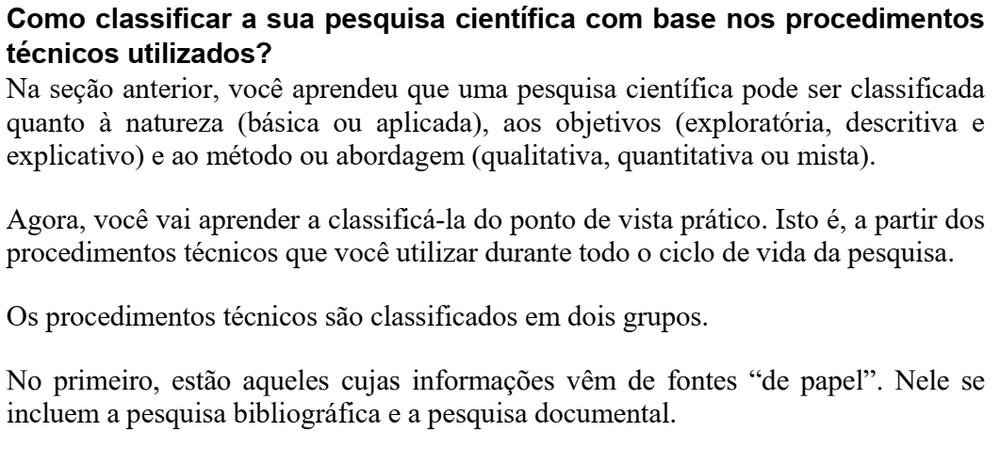 Como classificar a sua pesquisa científica com base nos procedimentos
técnicos utilizados?
Na seção anterior, você aprendeu que uma pesquisa científica pode ser classificada
quanto à natureza (básica ou aplicada), aos objetivos (exploratória, descritiva e
explicativo) e ao método ou abordagem (qualitativa, quantitativa ou mista).
Agora, você vai aprender a classificá-la do ponto de vista prático. Isto é, a partir dos
procedimentos técnicos que você utilizar durante todo o ciclo de vida da pesquisa.
Os procedimentos técnicos são classificados em dois grupos.
No primeiro, estão aqueles cujas informações vêm de fontes “de papel”. Nele se
incluem a pesquisa bibliográfica e a pesquisa documental.